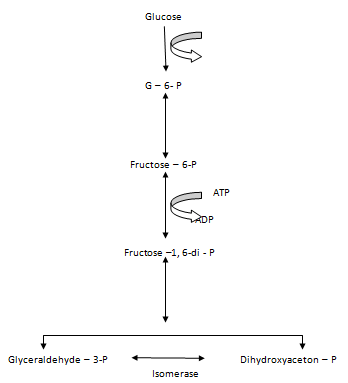 Glucose
G – 6- P
Fructose – 6-P
ATP
ADP
Fructose –1, 6-di - P
Glyceraldehyde – 3-P
Dihydroxyaceton – P
Isomerase